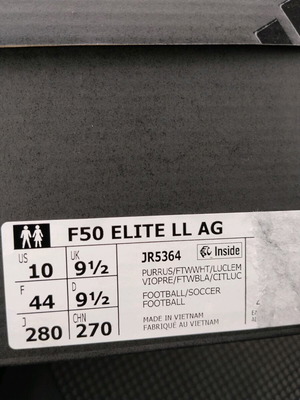 F50 ELITE LL AG
US 10 UK 9½
F 44 D 9½
J 280 CHN 270
JR5364 Inside
PURRUS/FTWWHT/LUCLEM
VIOPRE/FTWBLA/CITLUC
FOOTBALL/SOCCER
FOOTBALL
MADE IN VIETNAM
FABRIQUÉ AU VIETNAM